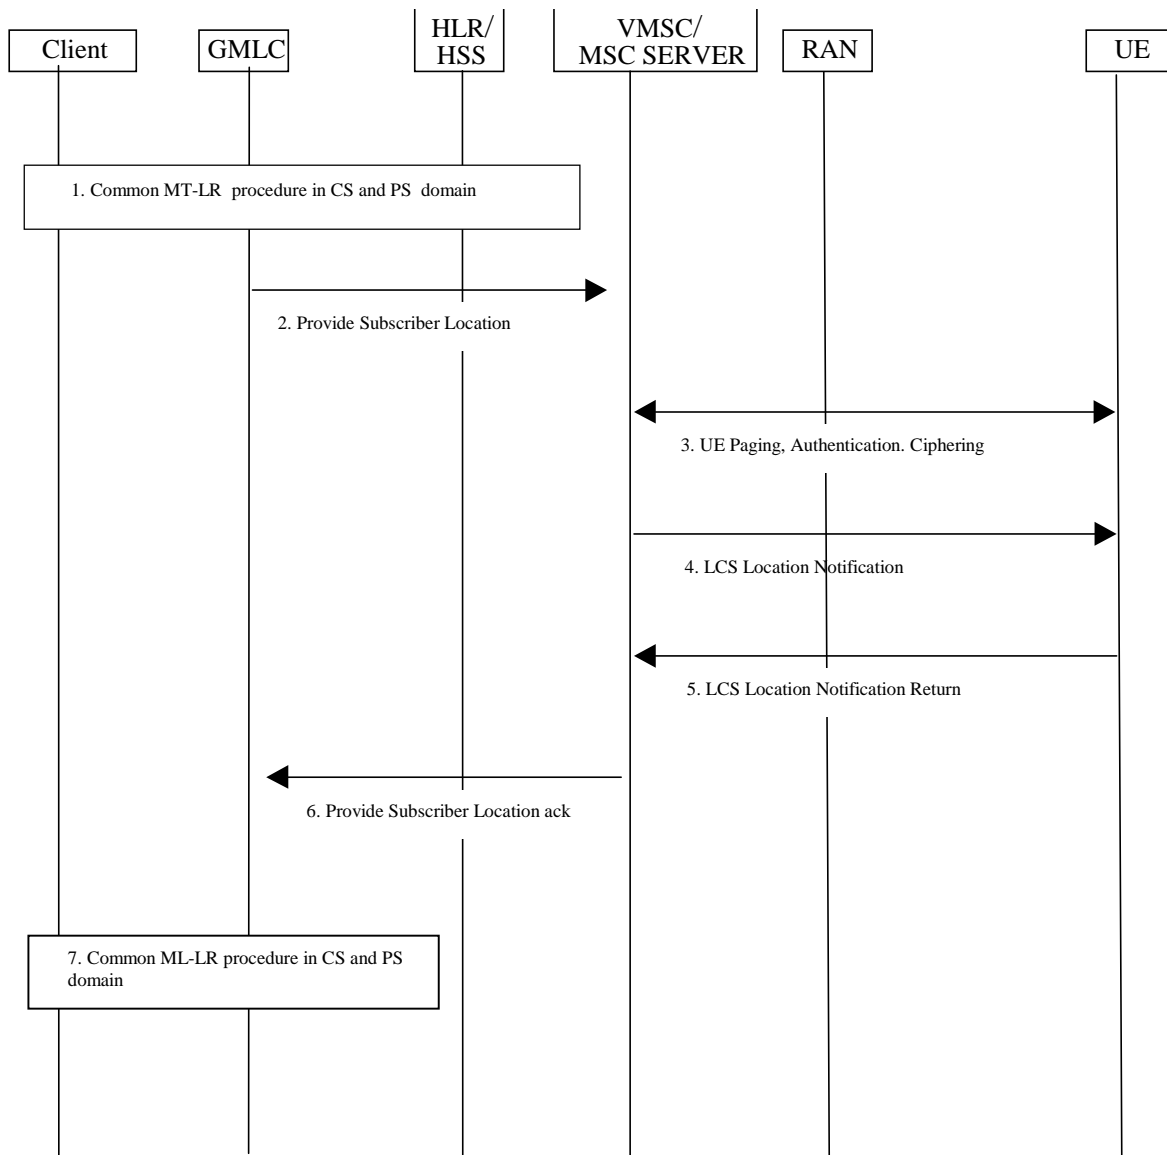 Client
GMLC
HLR/
HSS
VMSC/
MSC SERVER
RAN
UE
1. Common MT-LR procedure in CS and PS domain
2. Provide Subscriber Location
3. UE Paging, Authentication. Ciphering
4. LCS Location Notification
5. LCS Location Notification Return
6. Provide Subscriber Location ack
7. Common ML-LR procedure in CS and PS
domain